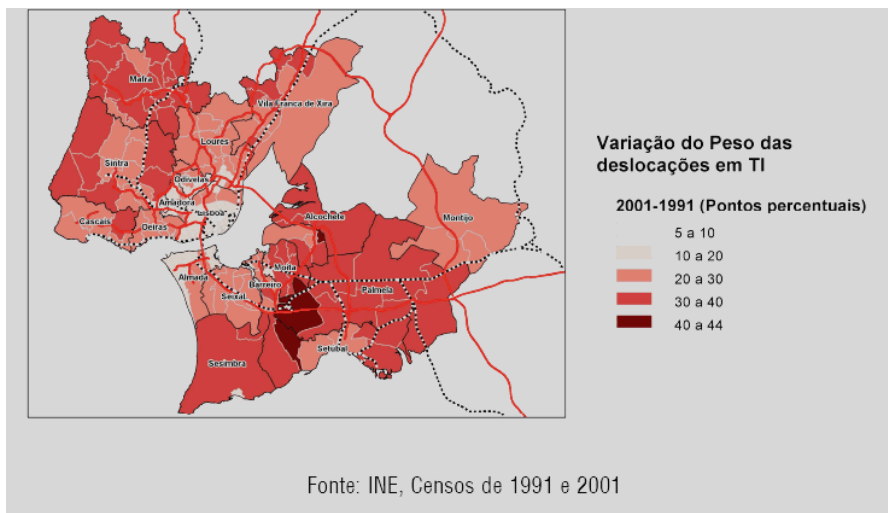 Mafra
Vila Franca de Xira
Loures
Sintra
Odivelas
Amadora
Lisboa
Cascais
Oeiras
Alcochete
Montijo
Almada
Moita
Barreiro
Seixal
Palmela
Setubal
Sesimbra
Variação do Peso das
deslocações em TI
2001-1991 (Pontos percentuais)
5 a 10
10 a 20
20 a 30
30 a 40
40 a 44
Fonte: INE, Censos de 1991 e 2001